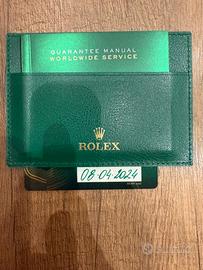 GUARANTEE MANUAL
WORLDWIDE SERVICE
ROLEX
08-04-2024